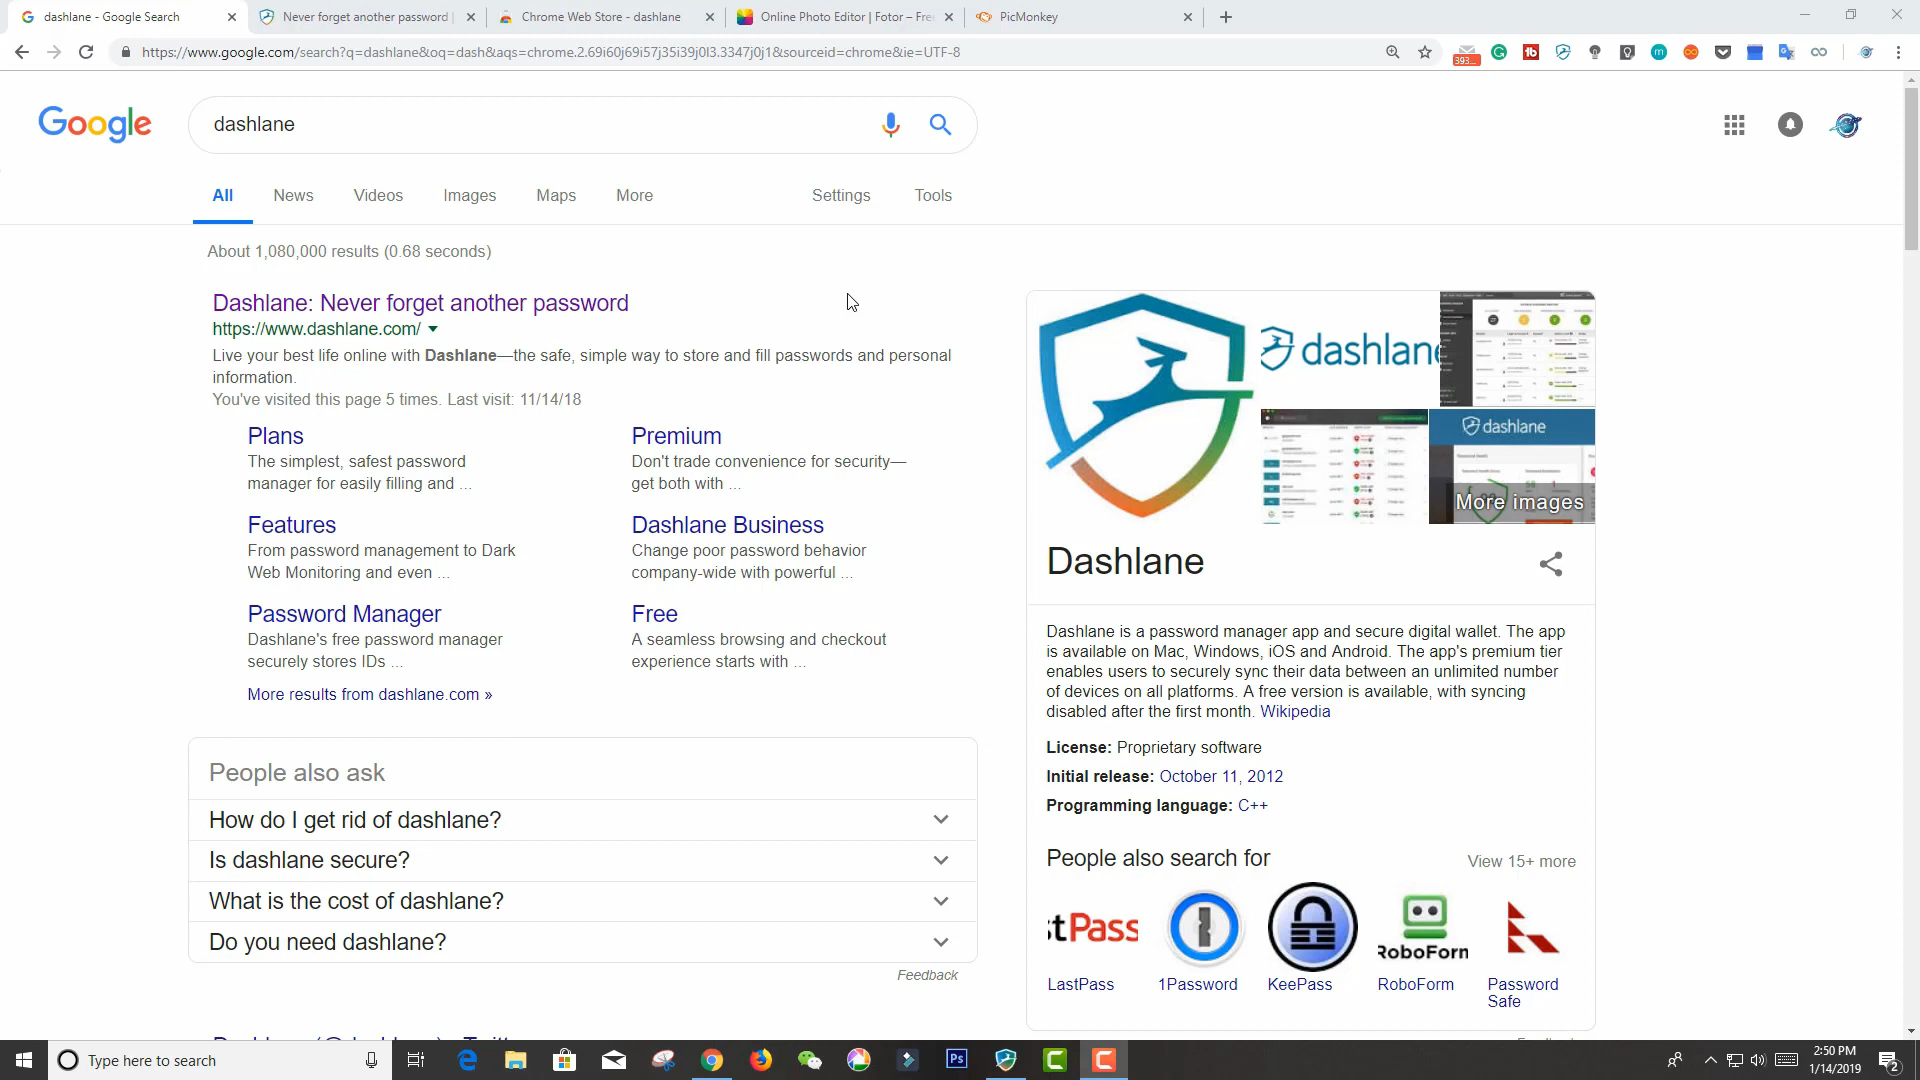 dashlane - Google Search
Never forget another password |
Chrome Web Store - dashlane
Online Photo Editor | Fotor – Free
PicMonkey
https://www.google.com/search?q=dashlane&oq=dash&aqs=chrome.2.69i60j69i57j35i39j0l3.3347j0j1&sourceid=chrome&ie=UTF-8
393...
Google
dashlane
All
News
Videos
Images
Maps
More
Settings
Tools
About 1,080,000 results (0.68 seconds)
Dashlane: Never forget another password
https://www.dashlane.com/
Live your best life online with Dashlane—the safe, simple way to store and fill passwords and personal
information.
You've visited this page 5 times. Last visit: 11/14/18
Plans
The simplest, safest password
manager for easily filling and ...
Premium
Don't trade convenience for security—
get both with ...
Features
From password management to Dark
Web Monitoring and even ...
Dashlane Business
Change poor password behavior
company-wide with powerful ...
Password Manager
Dashlane's free password manager
securely stores IDs ...
Free
A seamless browsing and checkout
experience starts with ...
More results from dashlane.com »
People also ask
How do I get rid of dashlane?
Is dashlane secure?
What is the cost of dashlane?
Do you need dashlane?
Feedback
dashlane
dashlane
More images
Dashlane
Dashlane is a password manager app and secure digital wallet. The app
is available on Mac, Windows, iOS and Android. The app's premium tier
enables users to securely sync their data between an unlimited number
of devices on all platforms. A free version is available, with syncing
disabled after the first month. Wikipedia
License: Proprietary software
Initial release: October 11, 2012
Programming language: C++
People also search for
View 15+ more
tPass
RoboForm
LastPass
1Password
KeePass
RoboForm
Password
Safe
Type here to search
Ps
2:50 PM
1/14/2019
2